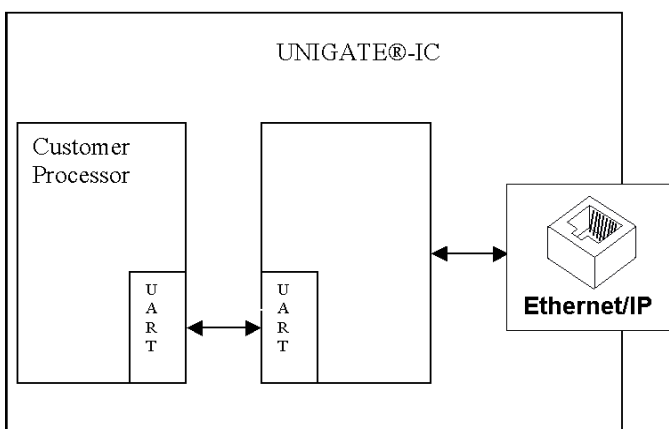 UNIGATE®-IC
Customer
Processor
U
A
R
T
U
A
R
T
Ethernet/IP